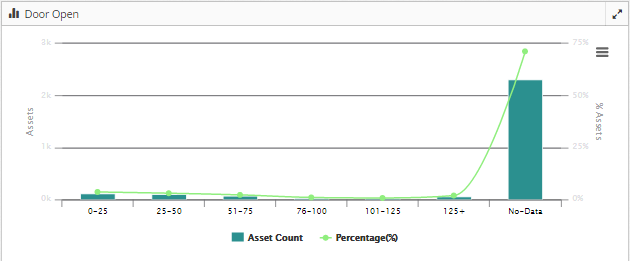 Door Open
3k
75%
2k
50%
1k
25%
0k
0%
Assets
% Assets
0-25
25-50
51-75
76-100
101-125
125+
No-Data
Asset Count
Percentage(%)